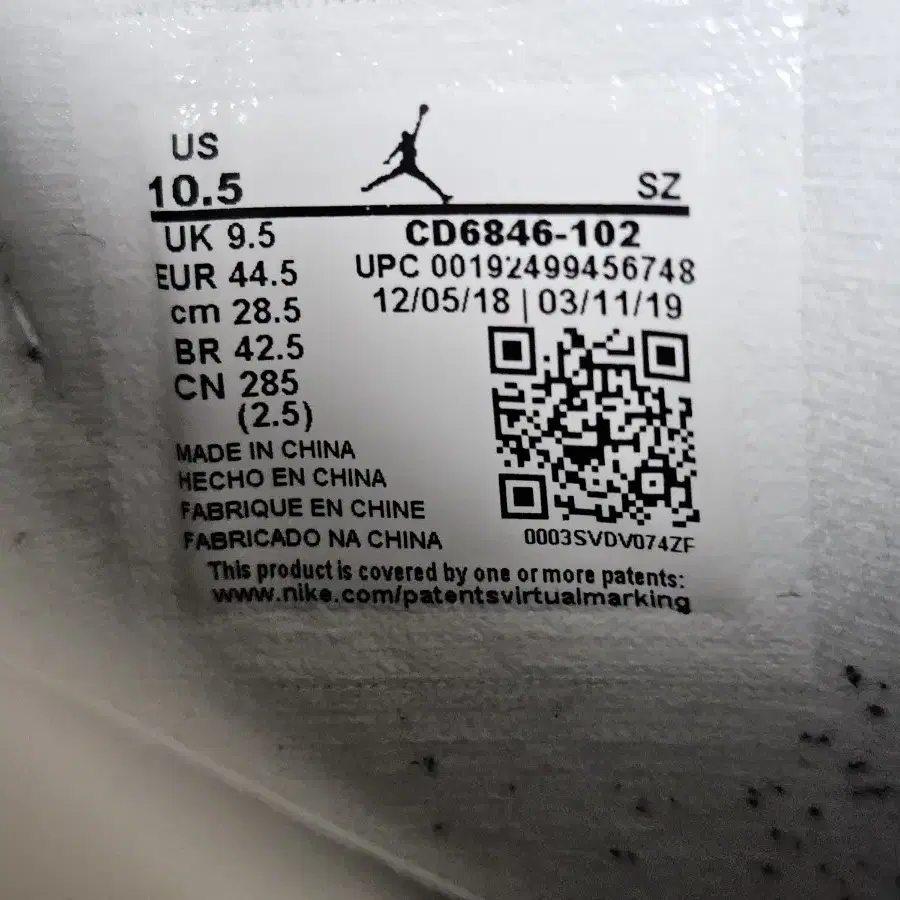 US
10.5
SZ
UK 9.5
EUR 44.5
cm 28.5
BR 42.5
CN 285
(2.5)
CD6846-102
UPC 00192499456748
12/05/18 | 03/11/19
MADE IN CHINA
HECHO EN CHINA
FABRIQUE EN CHINE
FABRICADO NA CHINA
0003SVDV074ZF
This product is covered by one or more patents:
www.nike.com/patentsvirtualmarking